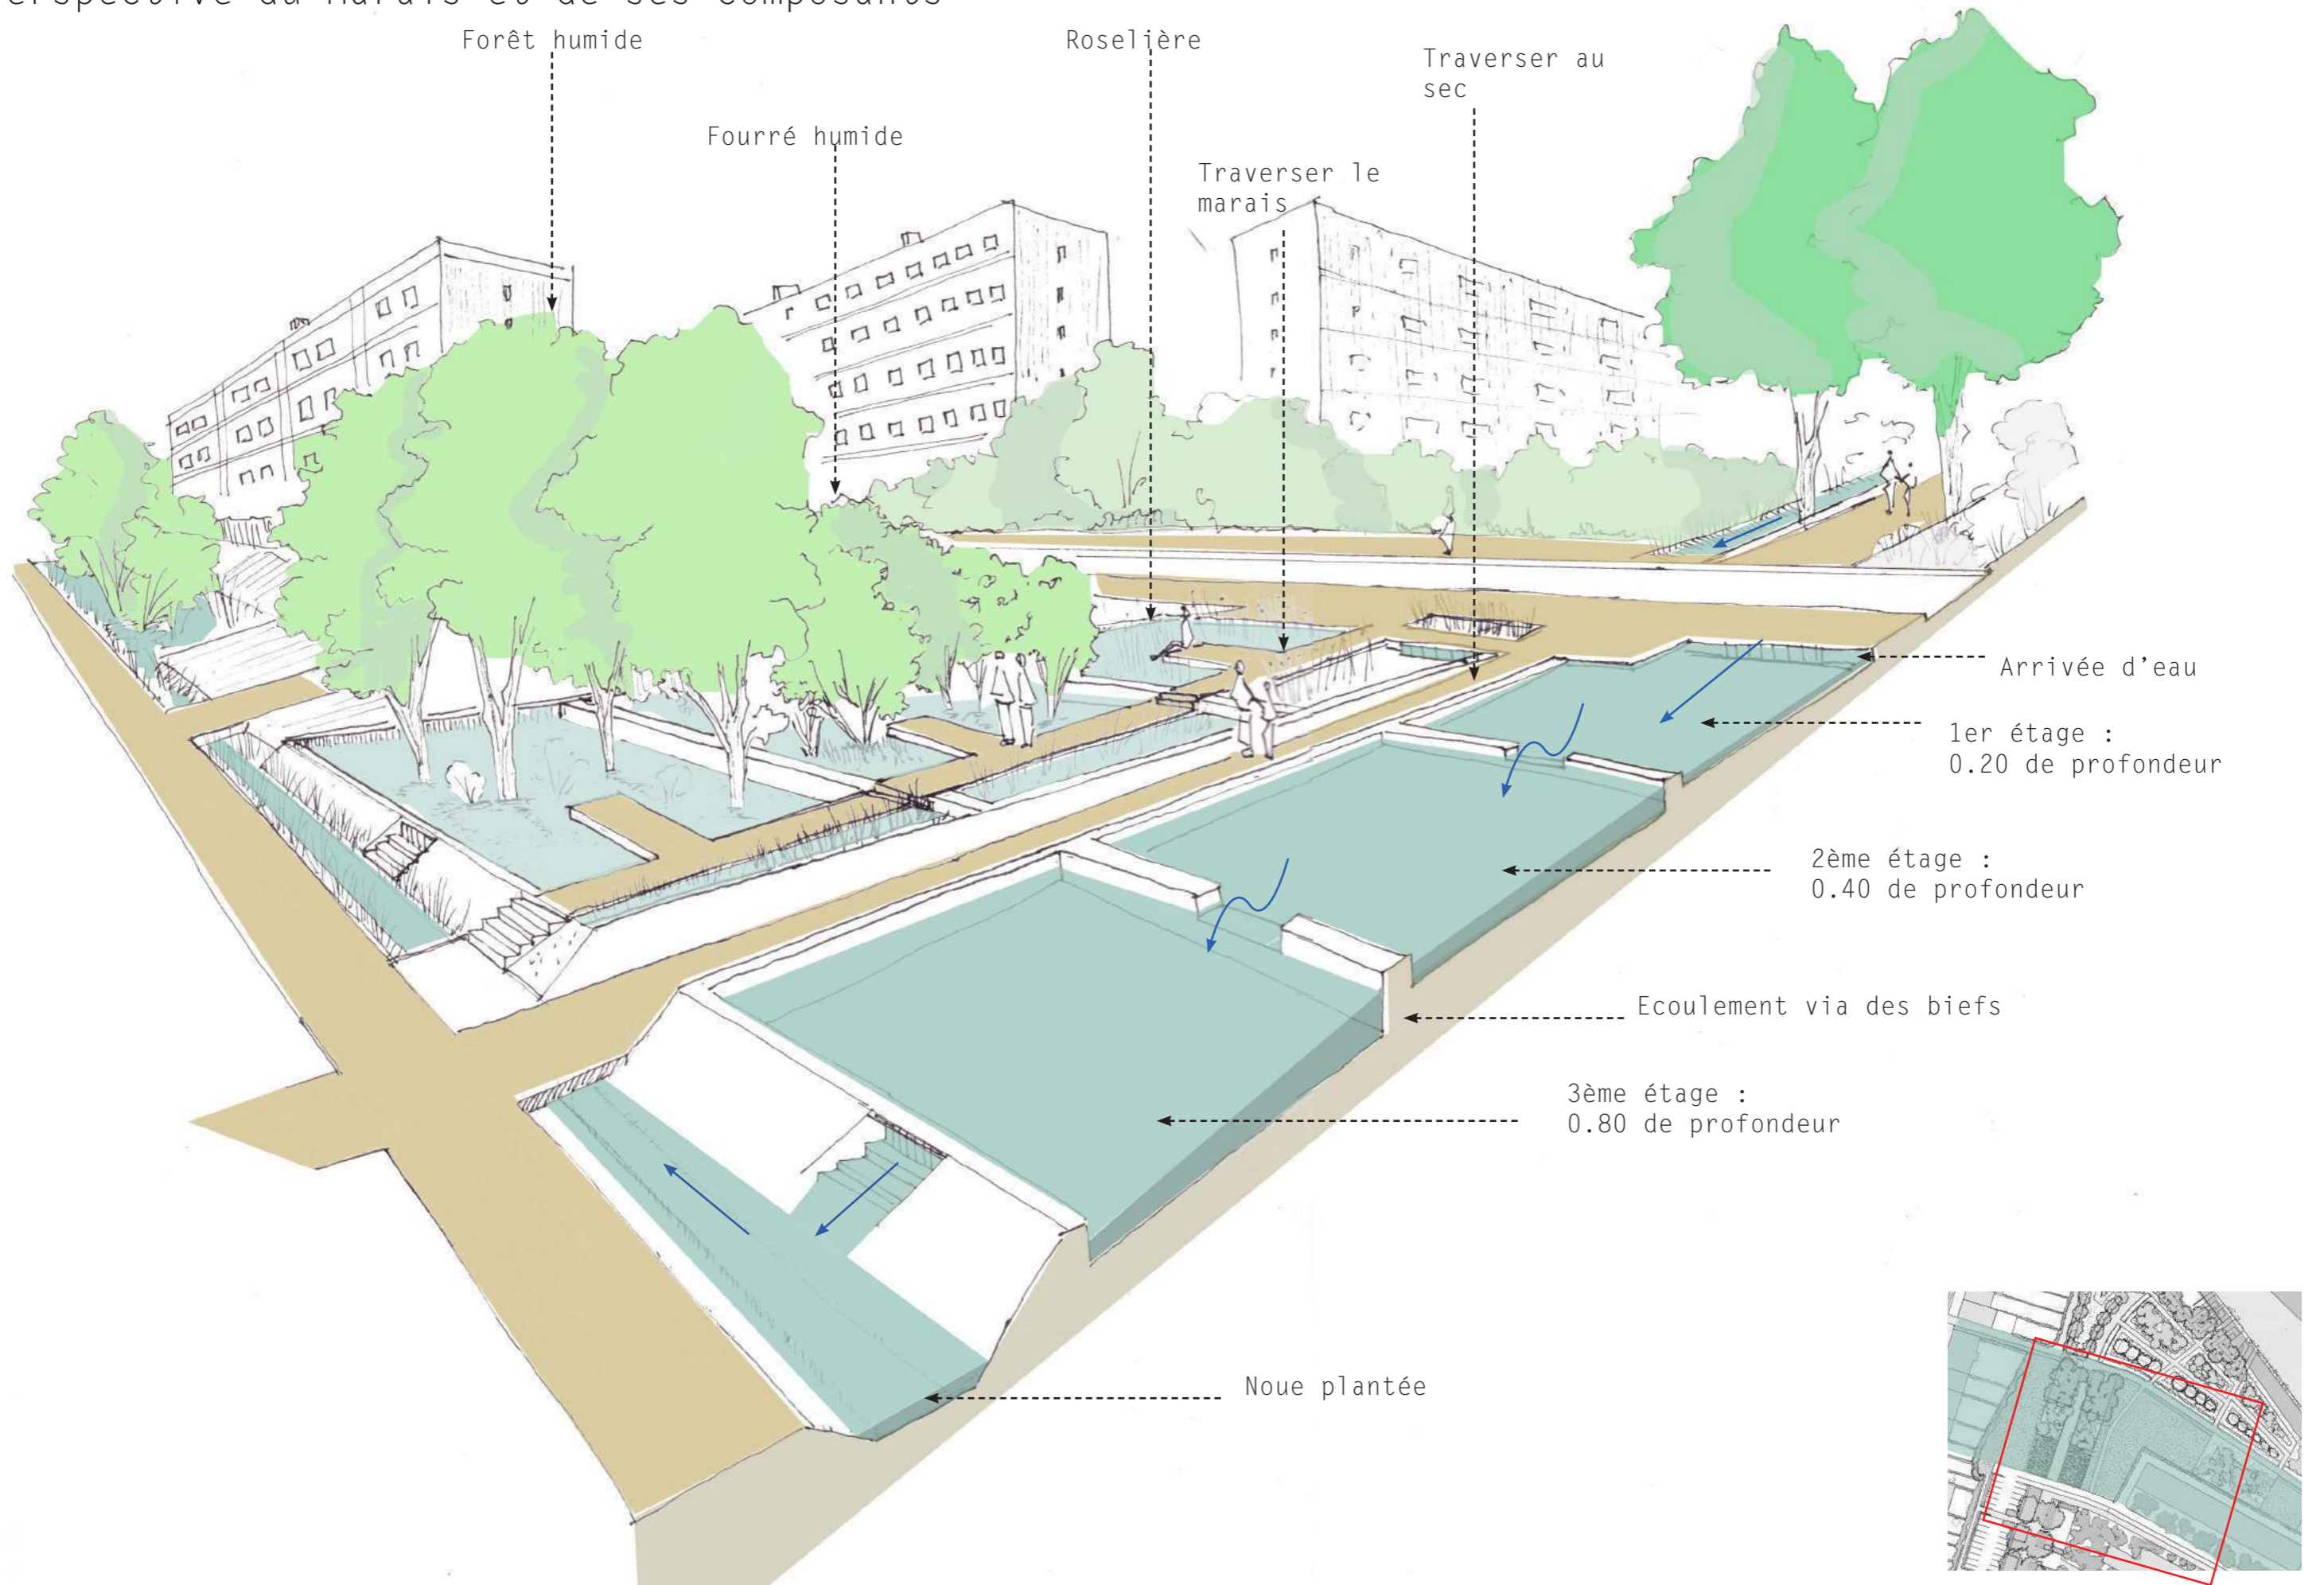 Forêt humide
Roselière
Traverser au
sec
Fourré humide
Traverser le
marais
Arrivée d'eau
1er étage :
0.20 de profondeur
2ème étage :
0.40 de profondeur
Ecoulement via des biefs
3ème étage :
0.80 de profondeur
Noue plantée